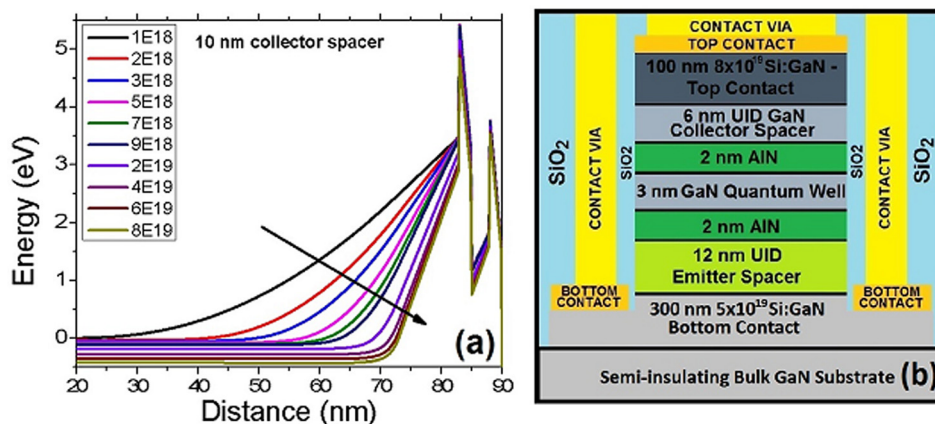 10 nm collector spacer
1E18
2E18
3E18
5E18
7E18
9E18
2E19
4E19
6E19
8E19
Energy (eV)
5
4
3
2
1
0
20 30 40 50 60 70 80 90
Distance (nm)
(a)
CONTACT VIA
TOP CONTACT
100 nm 8x10¹⁹Si:GaN -
Top Contact
6 nm UID GaN
Collector Spacer
2 nm AlN
3 nm GaN Quantum Well
2 nm AlN
12 nm UID
Emitter Spacer
300 nm 5x10¹⁹Si:GaN
Bottom Contact
Semi-insulating Bulk GaN Substrate
(b)
SiO₂
CONTACT VIA
SiO2
BOTTOM
CONTACT
SiO2
CONTACT VIA
SiO₂
BOTTOM
CONTACT